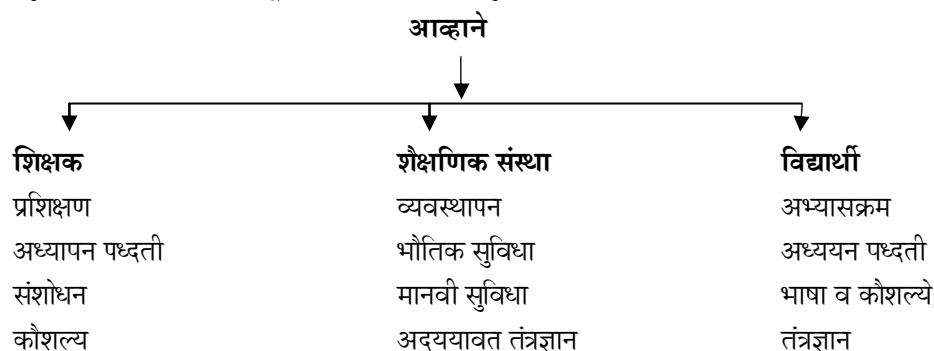 आव्हाने
शिक्षक शैक्षणिक संस्था विद्यार्थी
प्रशिक्षण व्यवस्थापन अभ्यासक्रम
अध्यापन पध्दती भौतिक सुविधा अध्ययन पध्दती
संशोधन मानवी सुविधा भाषा व कौशल्ये
कौशल्य अदययावत तंत्रज्ञान तंत्रज्ञान